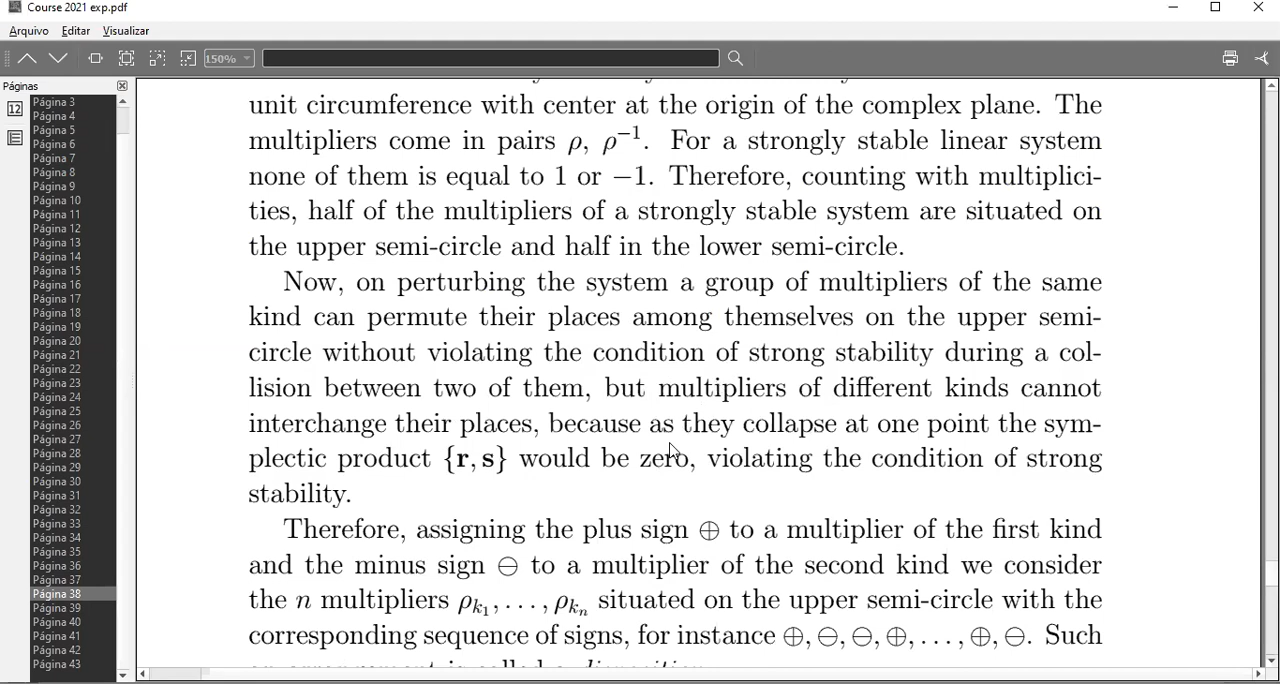 Course 2021 exp.pdf
Arquivo Editar Visualizar
150%
Páginas
12
Página 3
Página 4
Página 5
Página 6
Página 7
Página 8
Página 9
Página 10
Página 11
Página 12
Página 13
Página 14
Página 15
Página 16
Página 17
Página 18
Página 19
Página 20
Página 21
Página 22
Página 23
Página 24
Página 25
Página 26
Página 27
Página 28
Página 29
Página 30
Página 31
Página 32
Página 33
Página 34
Página 35
Página 36
Página 37
Página 38
Página 39
Página 40
Página 41
Página 42
Página 43
unit circumference with center at the origin of the complex plane. The
multipliers come in pairs ρ, ρ⁻¹. For a strongly stable linear system
none of them is equal to 1 or −1. Therefore, counting with multiplici-
ties, half of the multipliers of a strongly stable system are situated on
the upper semi-circle and half in the lower semi-circle.
Now, on perturbing the system a group of multipliers of the same
kind can permute their places among themselves on the upper semi-
circle without violating the condition of strong stability during a col-
lision between two of them, but multipliers of different kinds cannot
interchange their places, because as they collapse at one point the sym-
plectic product {r, s} would be zero, violating the condition of strong
stability.
Therefore, assigning the plus sign ⊕ to a multiplier of the first kind
and the minus sign ⊖ to a multiplier of the second kind we consider
the n multipliers ρ_{k₁}, . . . , ρ_{kₙ} situated on the upper semi-circle with the
corresponding sequence of signs, for instance ⊕, ⊖, ⊖, ⊕, . . . , ⊕, ⊖. Such